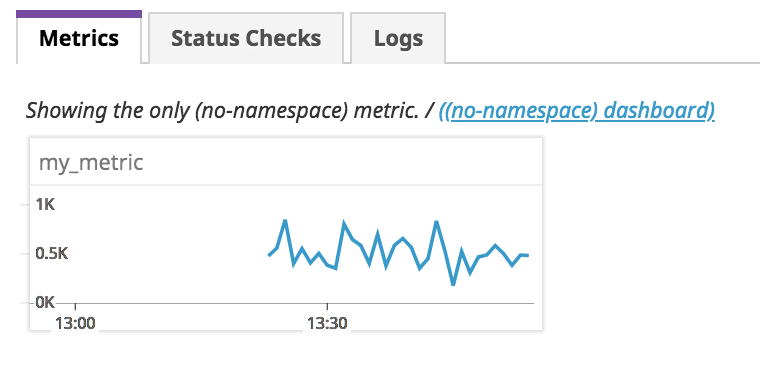 Metrics Status Checks Logs
Showing the only (no-namespace) metric. / ((no-namespace) dashboard)
my_metric
1K
0.5K
0K
13:00 13:30